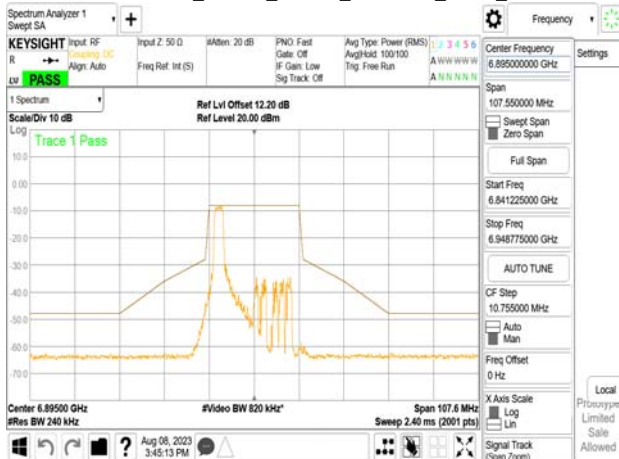 Spectrum Analyzer 1
Swept SA
+
Frequency
KEYSIGHT
R
LV PASS
Input: RF
Coupling: DC
Align: Auto
Input Z: 50 Ω
Freq Ref: Int (S)
#Atten: 20 dB
PNO: Fast
Gate: Off
IF Gain: Low
Sig Track: Off
Avg Type: Power (RMS)
Avg|Hold: 100/100
Trig: Free Run
1 2 3 4 5 6
A W W W W W
A N N N N N
1 Spectrum
Scale/Div 10 dB
Ref Lvl Offset 12.20 dB
Ref Level 20.00 dBm
Log
Trace 1 Pass
10.0
0.00
-10.0
-20.0
-30.0
-40.0
-50.0
-60.0
-70.0
Center 6.89500 GHz
#Res BW 240 kHz
#Video BW 820 kHz*
Span 107.6 MHz
Sweep 2.40 ms (2001 pts)
Aug 08, 2023
3:45:13 PM
?
Center Frequency
6.895000000 GHz
Settings
Span
107.550000 MHz
Swept Span
Zero Span
Full Span
Start Freq
6.841225000 GHz
Stop Freq
6.948775000 GHz
AUTO TUNE
CF Step
10.755000 MHz
Auto
Man
Freq Offset
0 Hz
X Axis Scale
Log
Lin
Signal Track
(Span Zoom)
Local
Prototype
Limited
Sale
Allowed